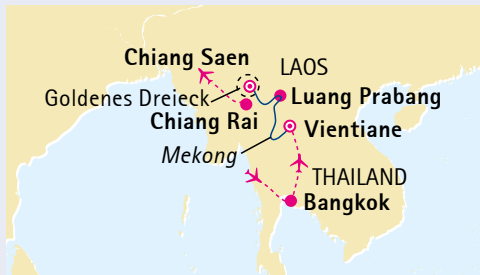 Chiang Saen
LAOS
Goldenes Dreieck
Luang Prabang
Chiang Rai
Vientiane
Mekong
THAILAND
Bangkok